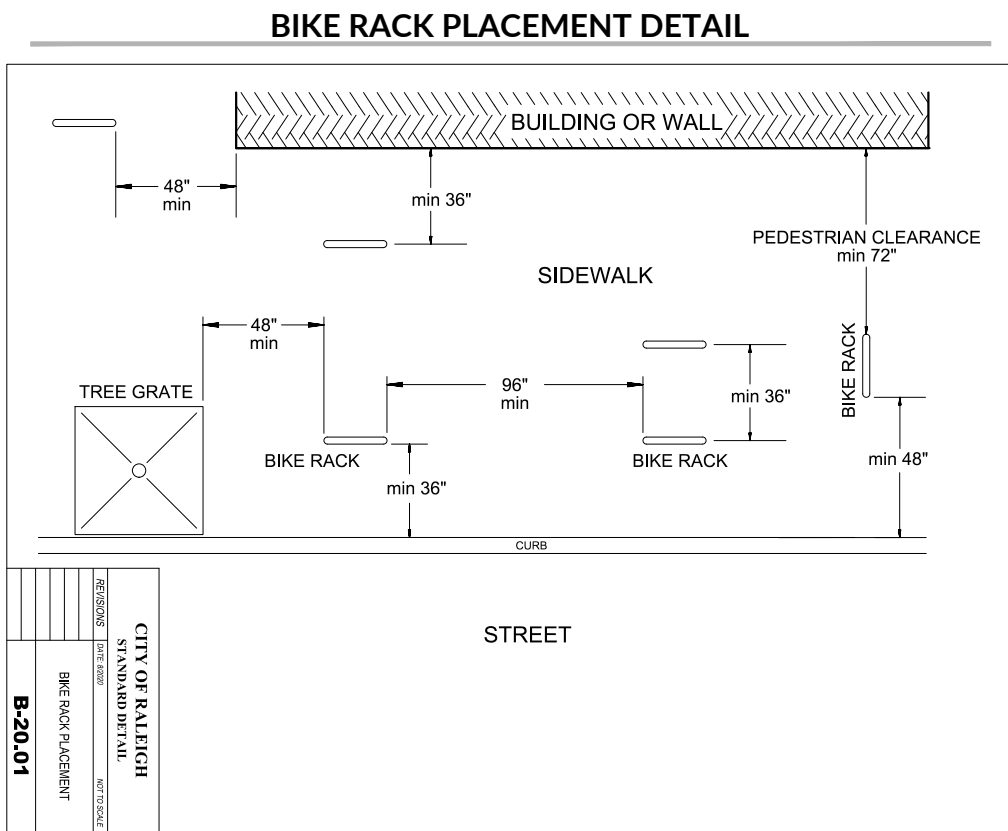 BIKE RACK PLACEMENT DETAIL
BUILDING OR WALL
48"
min
min 36"
PEDESTRIAN CLEARANCE
min 72"
SIDEWALK
48"
min
BIKE RACK
TREE GRATE
96"
min
min 36"
BIKE RACK
BIKE RACK
min 48"
min 36"
CURB
STREET
CITY OF RALEIGH
STANDARD DETAIL
REVISIONS
DATE: 8/2020
NOT TO SCALE
BIKE RACK PLACEMENT
B-20.01